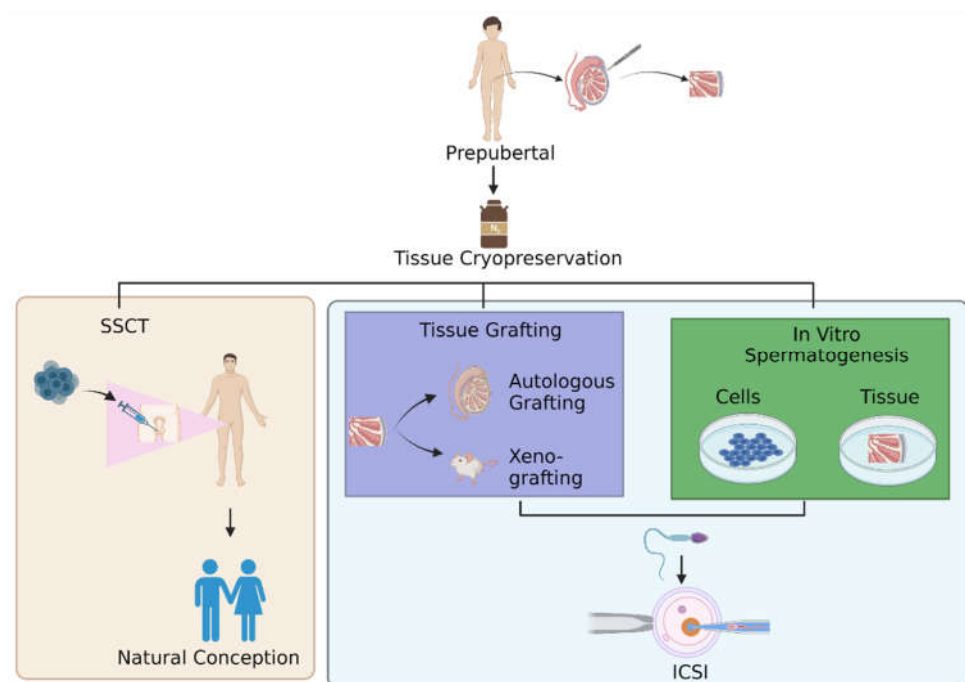 Prepubertal
N₂
Tissue Cryopreservation
SSCT
Tissue Grafting
Autologous
Grafting
Xeno-
grafting
In Vitro
Spermatogenesis
Cells
Tissue
Natural Conception
ICSI